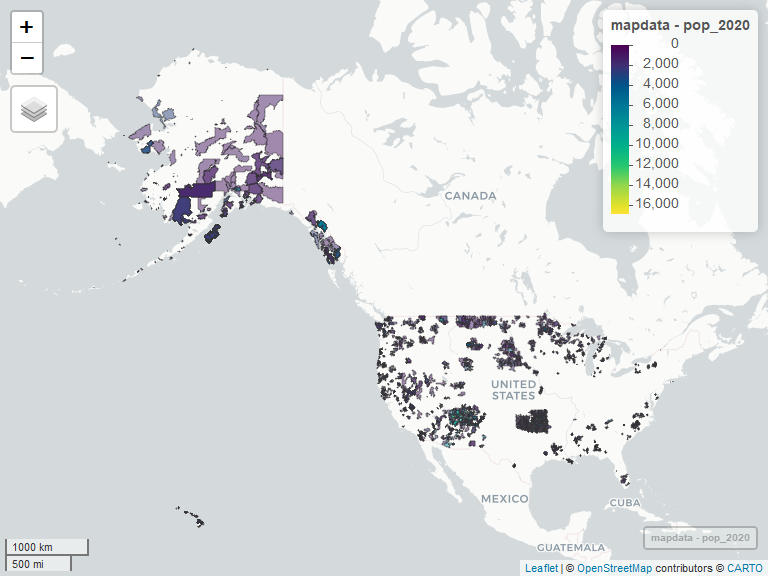 +
−
mapdata - pop_2020
0
2,000
4,000
6,000
8,000
10,000
12,000
14,000
16,000
CANADA
UNITED
STATES
MEXICO
CUBA
GUATEMALA
mapdata - pop_2020
1000 km
500 mi
Leaflet | © OpenStreetMap contributors © CARTO